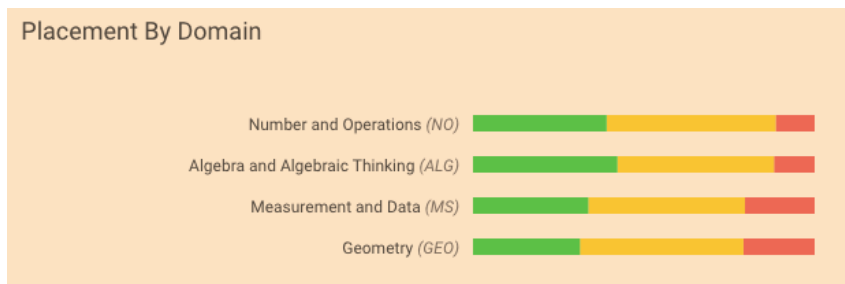 Placement By Domain
Number and Operations (NO)
Algebra and Algebraic Thinking (ALG)
Measurement and Data (MS)
Geometry (GEO)